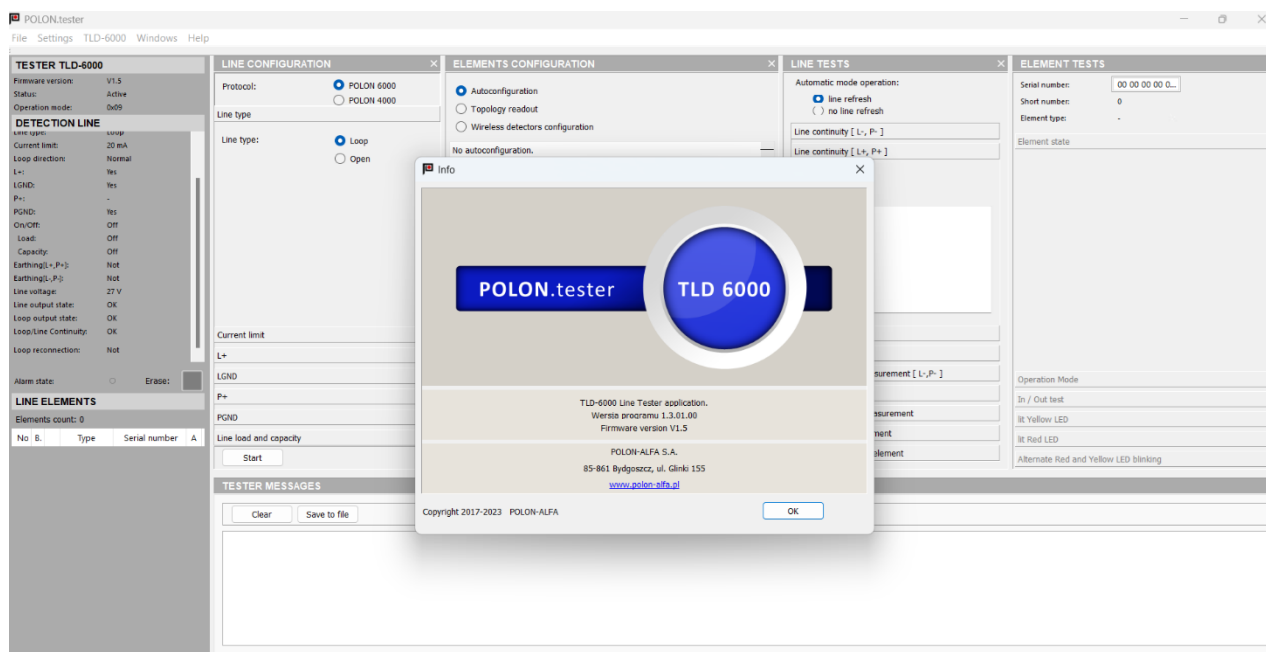 POLON.tester
File Settings TLD-6000 Windows Help
TESTER TLD-6000
Firmware version: V1.5
Status: Active
Operation mode: 0x09
DETECTION LINE
Line type: Loop
Current limit: 20 mA
Loop direction: Normal
L+: Yes
LGND: Yes
P+: -
PGND: Yes
On/Off: Off
Load: Off
Capacity: Off
Earthing[L+,P+]: Not
Earthing[L-,P-]: Not
Line voltage: 27 V
Line output state: OK
Loop output state: OK
Loop/Line Continuity: OK
Loop reconnection: Not
Alarm state: Erase:
LINE ELEMENTS
Elements count: 0
No B. Type Serial number A
LINE CONFIGURATION
Protocol: POLON 6000
POLON 4000
Line type
Line type: Loop
Open
Current limit
L+
LGND
P+
PGND
Line load and capacity
Start
ELEMENTS CONFIGURATION
Autoconfiguration
Topology readout
Wireless detectors configuration
No autoconfiguration.
LINE TESTS
Automatic mode operation:
line refresh
( ) no line refresh
Line continuity [ L-, P- ]
Line continuity [ L+, P+ ]
surement [ L-,P- ]
asurement
ment
element
ELEMENT TESTS
Serial number: 00 00 00 00 0...
Short number: 0
Element type: -
Element state
Operation Mode
In / Out test
lit Yellow LED
lit Red LED
Alternate Red and Yellow LED blinking
TESTER MESSAGES
Clear Save to file
Info
POLON.tester TLD 6000
TLD-6000 Line Tester application.
Wersja programu 1.3.01.00
Firmware version V1.5
POLON-ALFA S.A.
85-861 Bydgoszcz, ul. Glinki 155
www.polon-alfa.pl
Copyright 2017-2023 POLON-ALFA
OK